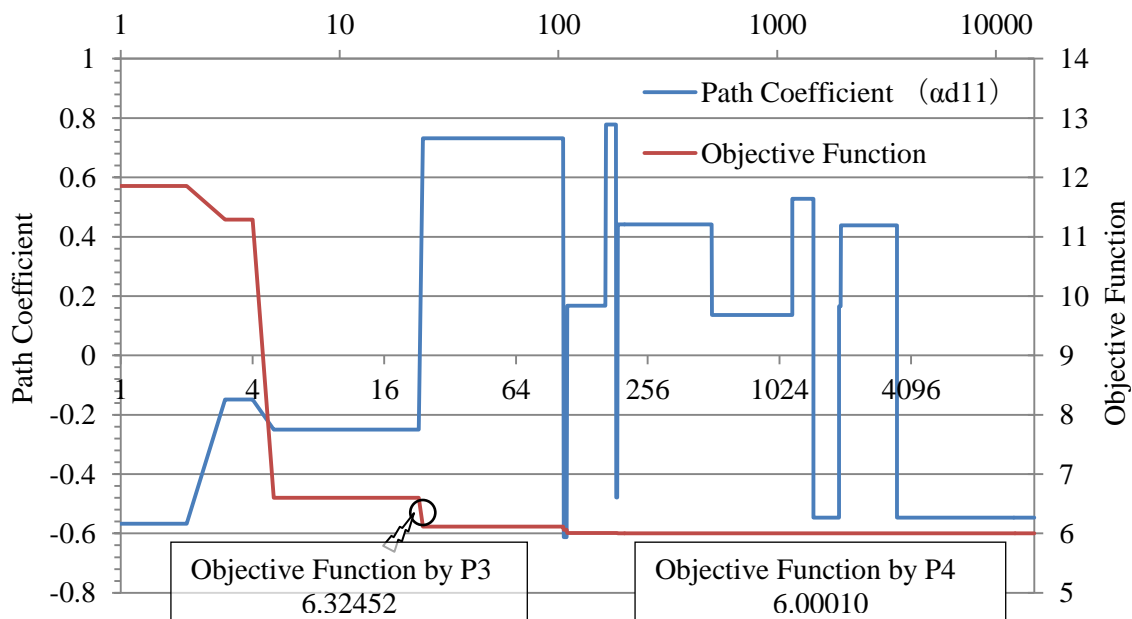 1 10 100 1000 10000
1 14
0.8 13
0.6 12
0.4 11
0.2 10
0 9
-0.2 8
-0.4 7
-0.6 6
-0.8 5
Path Coefficient （αd11）
Objective Function
1 4 16 64 256 1024 4096
Path Coefficient
Objective Function
Objective Function by P3
6.32452
Objective Function by P4
6.00010